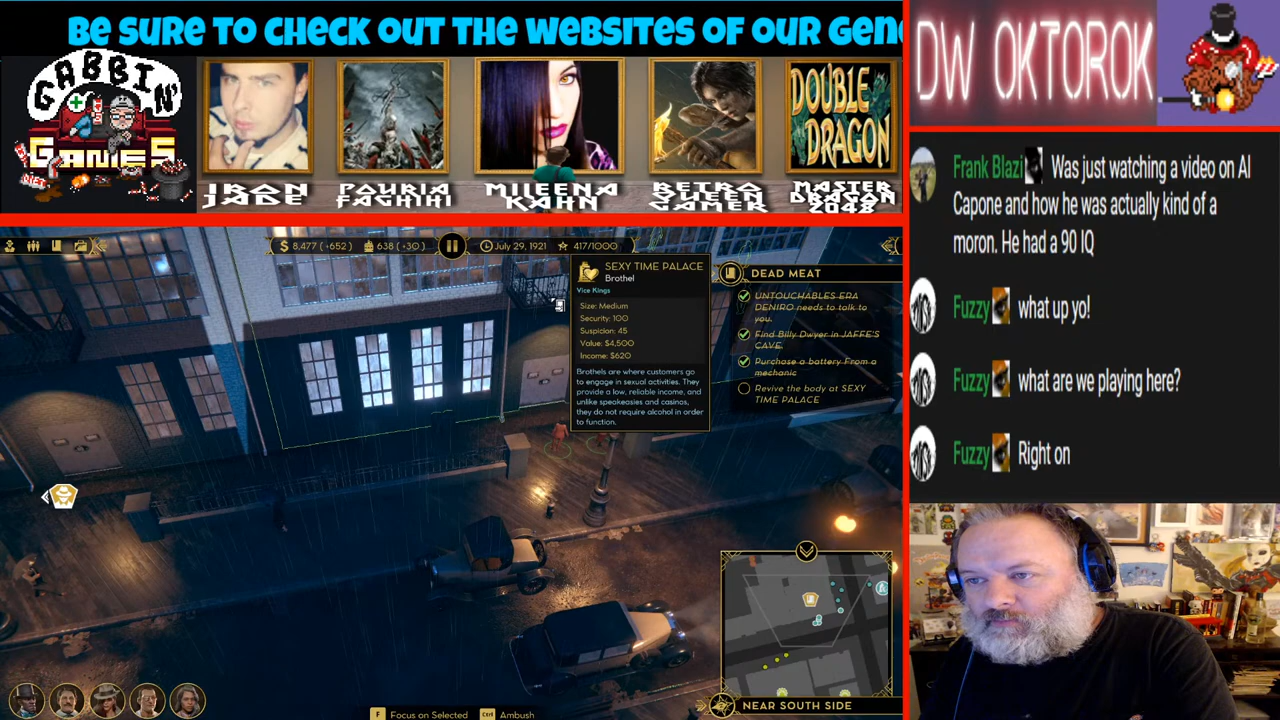 BE SURE TO CHECK OUT THE WEBSITES OF OUR GEN
GABBIN'
GAMES
IRON JADE
POURIA FAGHIHI
MILEENA KAHN
RETRO QUEEN GAMER
DOUBLE DRAGON
MASTER DRAGON 2048
DW OKTOROK
Frank Blazi Was just watching a video on Al
Capone and how he was actually kind of a
moron. He had a 90 IQ
Fuzzy what up yo!
Fuzzy what are we playing here?
Fuzzy Right on
$ 8,477 (+652) 638 (+30) July 29, 1921 417/1000
SEXY TIME PALACE
Brothel
Vice Kings
Size: Medium
Security: 100
Suspicion: 45
Value: $4,500
Income: $620
Brothels are where customers go
to engage in sexual activities. They
provide a low, reliable income, and
unlike speakeasies and casinos,
they do not require alcohol in order
to function.
DEAD MEAT
UNTOUCHABLES ERA
DENIRO needs to talk to
you.
Find Billy Dwyer in JAFFE'S
CAVE.
Purchase a battery From a
mechanic
Revive the body at SEXY
TIME PALACE
F Focus on Selected Ctrl Ambush
NEAR SOUTH SIDE